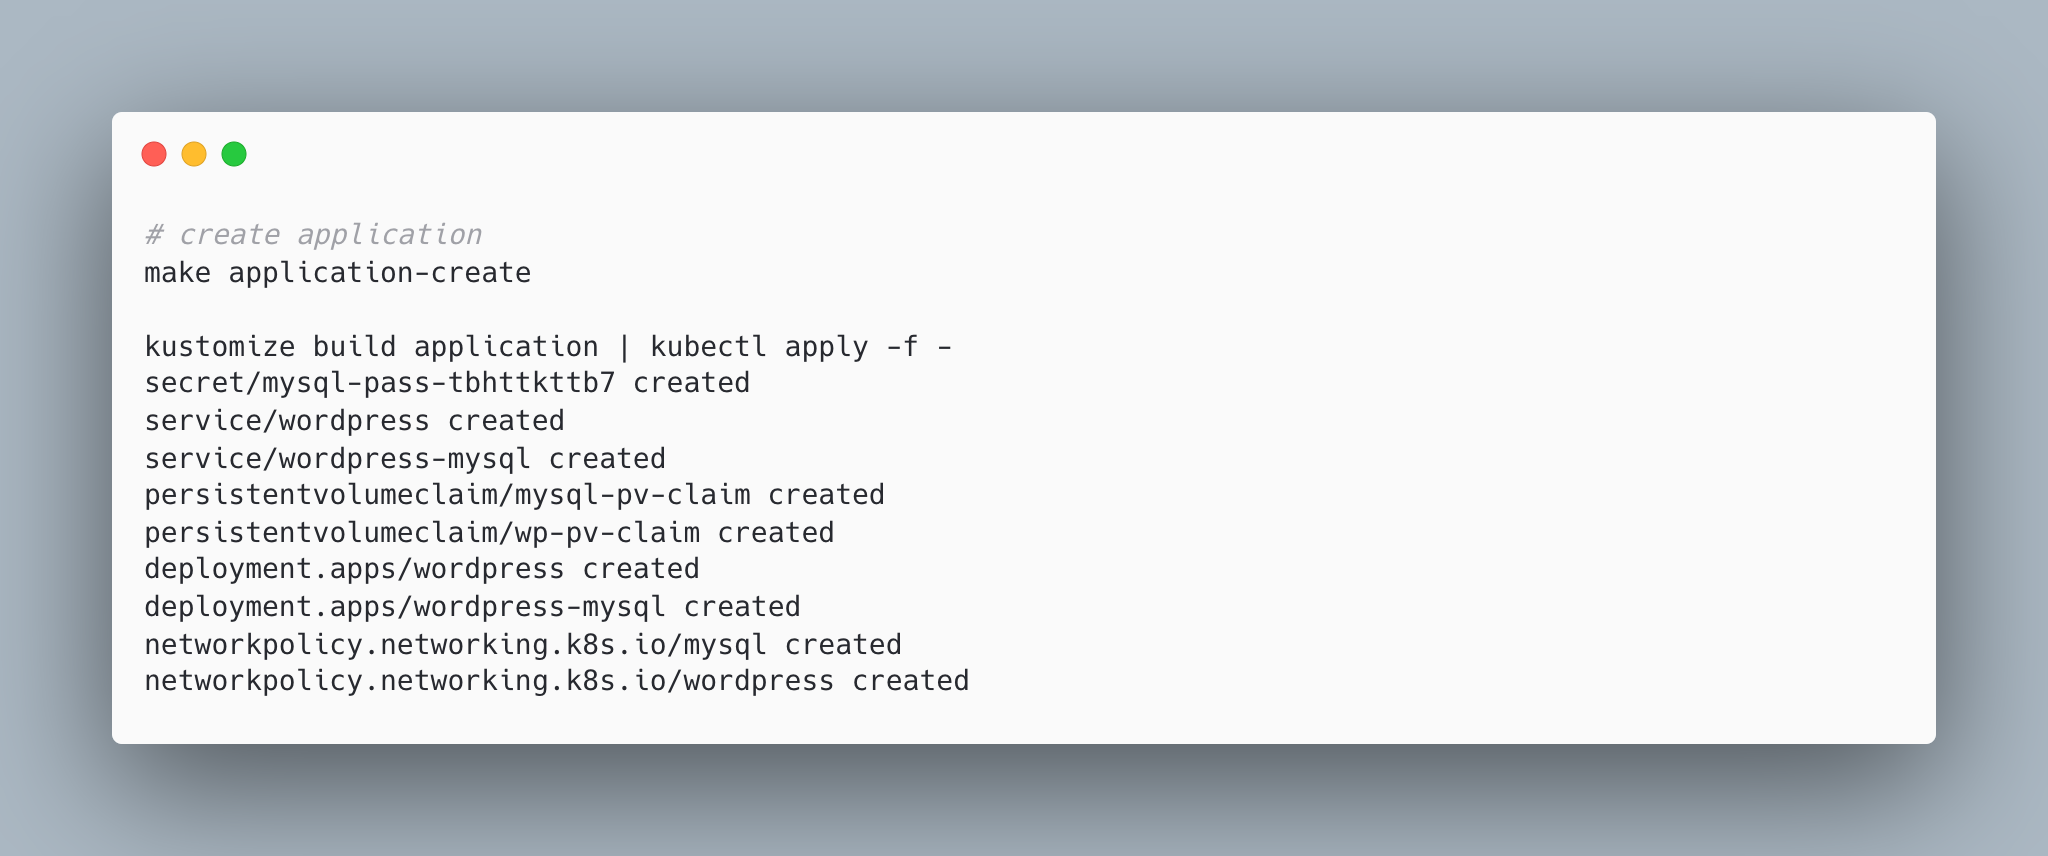 # create application
make application-create

kustomize build application | kubectl apply -f -
secret/mysql-pass-tbhttkttb7 created
service/wordpress created
service/wordpress-mysql created
persistentvolumeclaim/mysql-pv-claim created
persistentvolumeclaim/wp-pv-claim created
deployment.apps/wordpress created
deployment.apps/wordpress-mysql created
networkpolicy.networking.k8s.io/mysql created
networkpolicy.networking.k8s.io/wordpress created